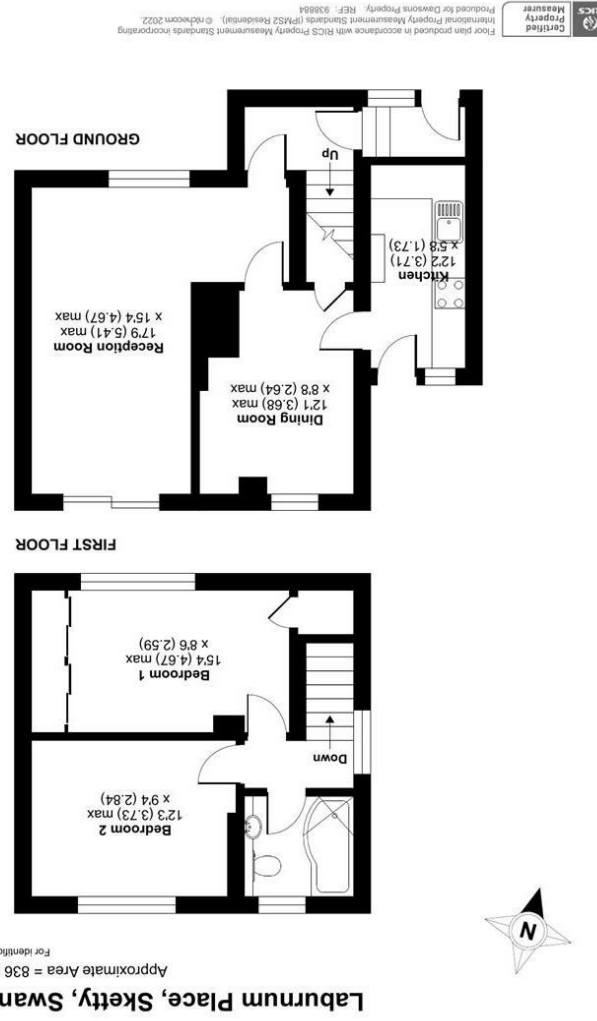 Laburnum Place, Sketty, Swan
Approximate Area = 836
For identific
N
Bedroom 2
12'3 (3.73) max
x 9'4 (2.84)
Down
Bedroom 1
15'4 (4.67) max
x 8'6 (2.59)
FIRST FLOOR
Dining Room
12'1 (3.68) max
x 8'8 (2.64) max
Reception Room
17'9 (5.41) max
x 15'4 (4.67) max
Kitchen
12'2 (3.71)
x 5'8 (1.73)
Up
GROUND FLOOR
Certified
Property
Measurer
RICS
Floor plan produced in accordance with RICS Property Measurement Standards incorporating
International Property Measurement Standards (IPMS2 Residential). © nichecom 2022.
Produced for Dawsons Property. REF: 938884